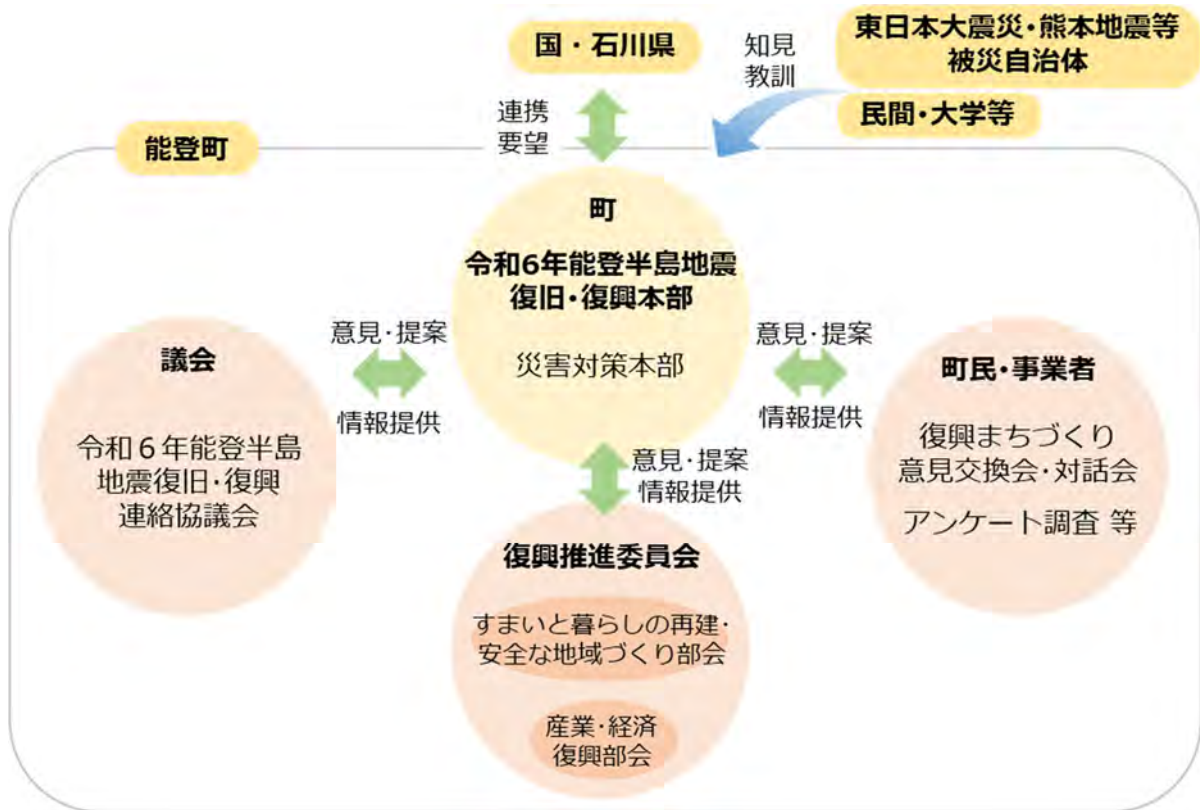 国・石川県
知見
教訓
東日本大震災・熊本地震等
被災自治体
民間・大学等
連携
要望
能登町
町
令和6年能登半島地震
復旧・復興本部
災害対策本部
意見・提案
情報提供
意見・提案
情報提供
議会
令和６年能登半島
地震復旧・復興
連絡協議会
町民・事業者
復興まちづくり
意見交換会・対話会
アンケート調査 等
意見・提案
情報提供
復興推進委員会
すまいと暮らしの再建・
安全な地域づくり部会
産業・経済
復興部会